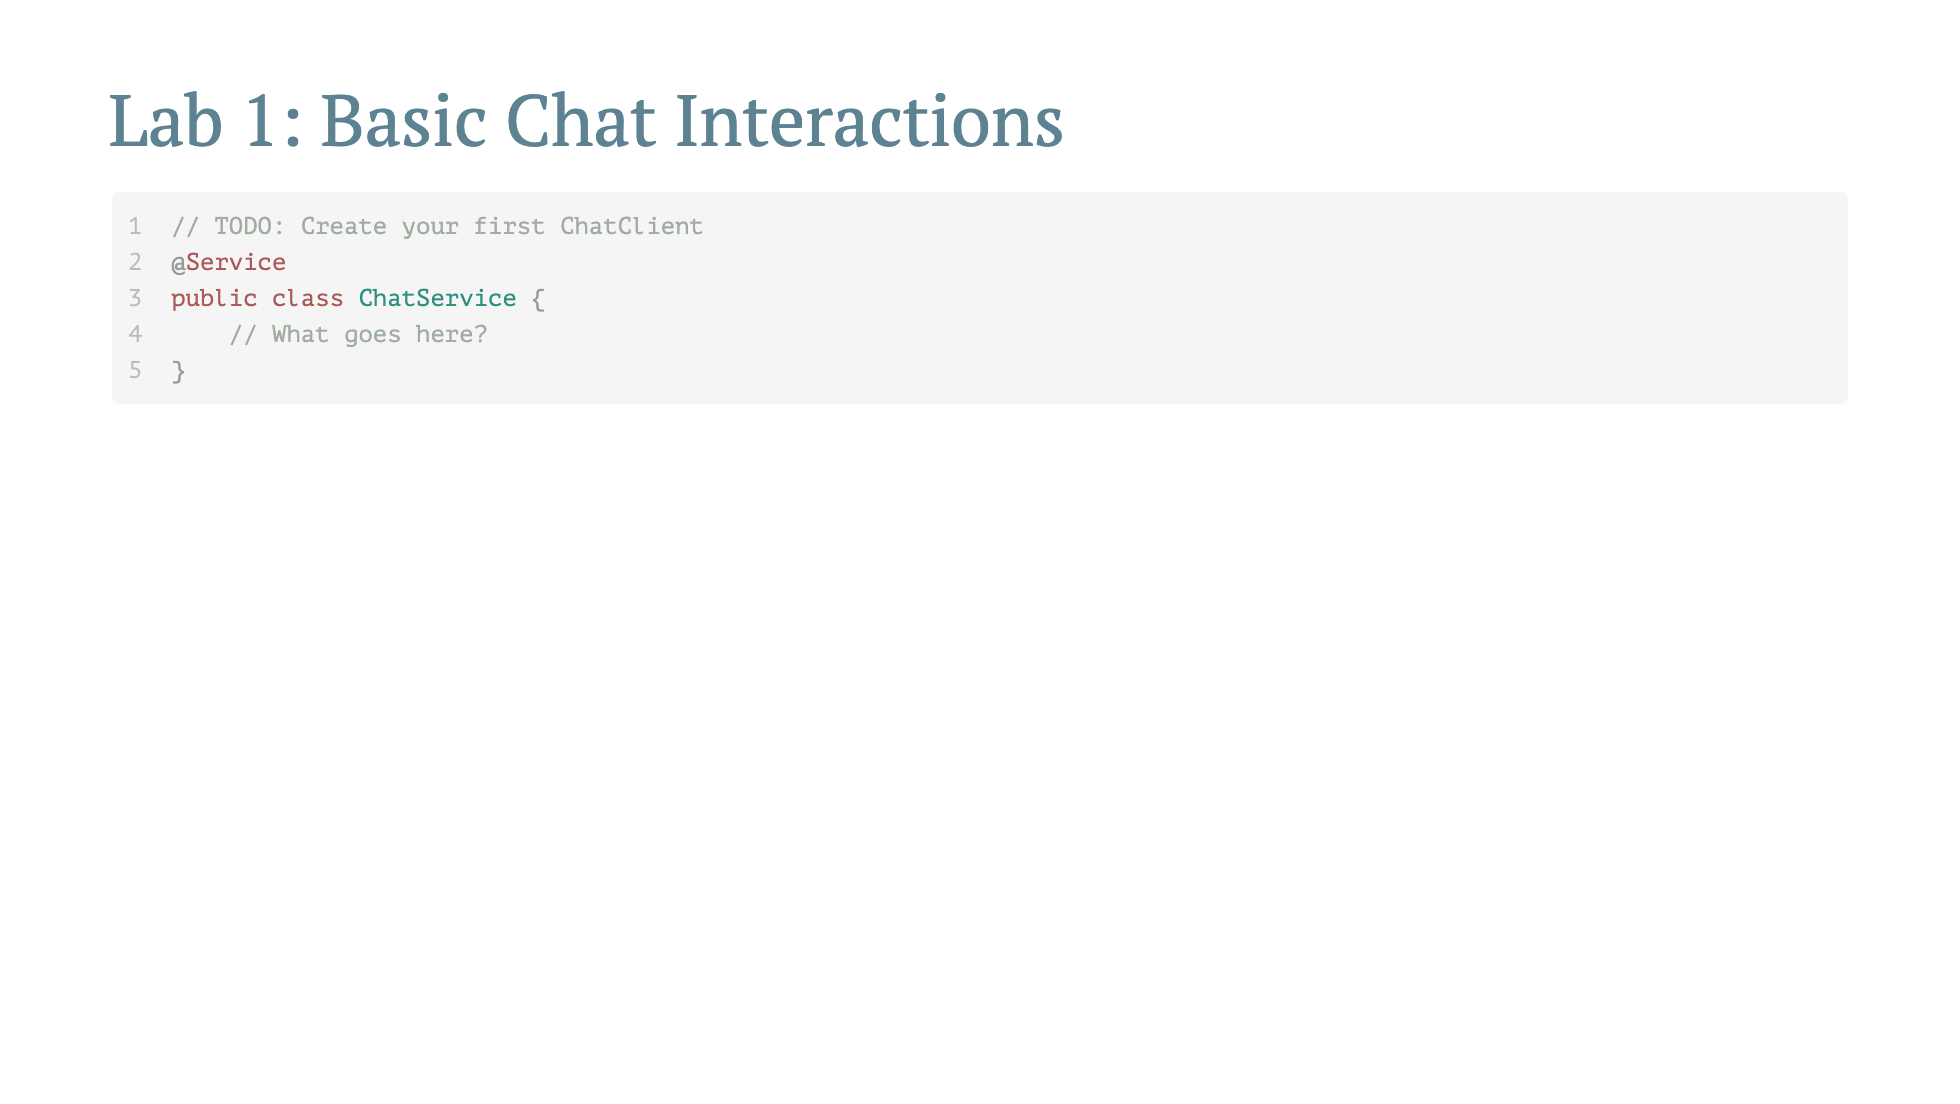 Lab 1: Basic Chat Interactions
1 // TODO: Create your first ChatClient
2 @Service
3 public class ChatService {
4     // What goes here?
5 }